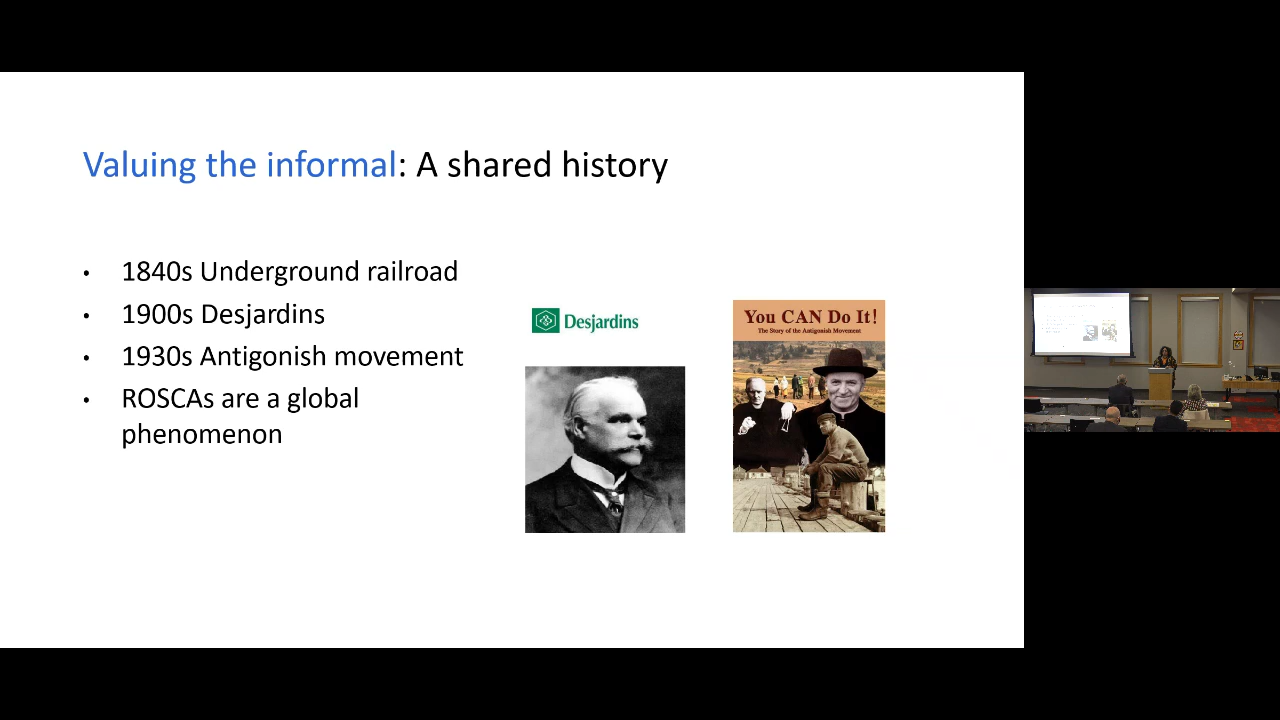 Valuing the informal: A shared history
• 1840s Underground railroad
• 1900s Desjardins
• 1930s Antigonish movement
• ROSCAs are a global
phenomenon
Desjardins
You CAN Do It!
The Story of the Antigonish Movement